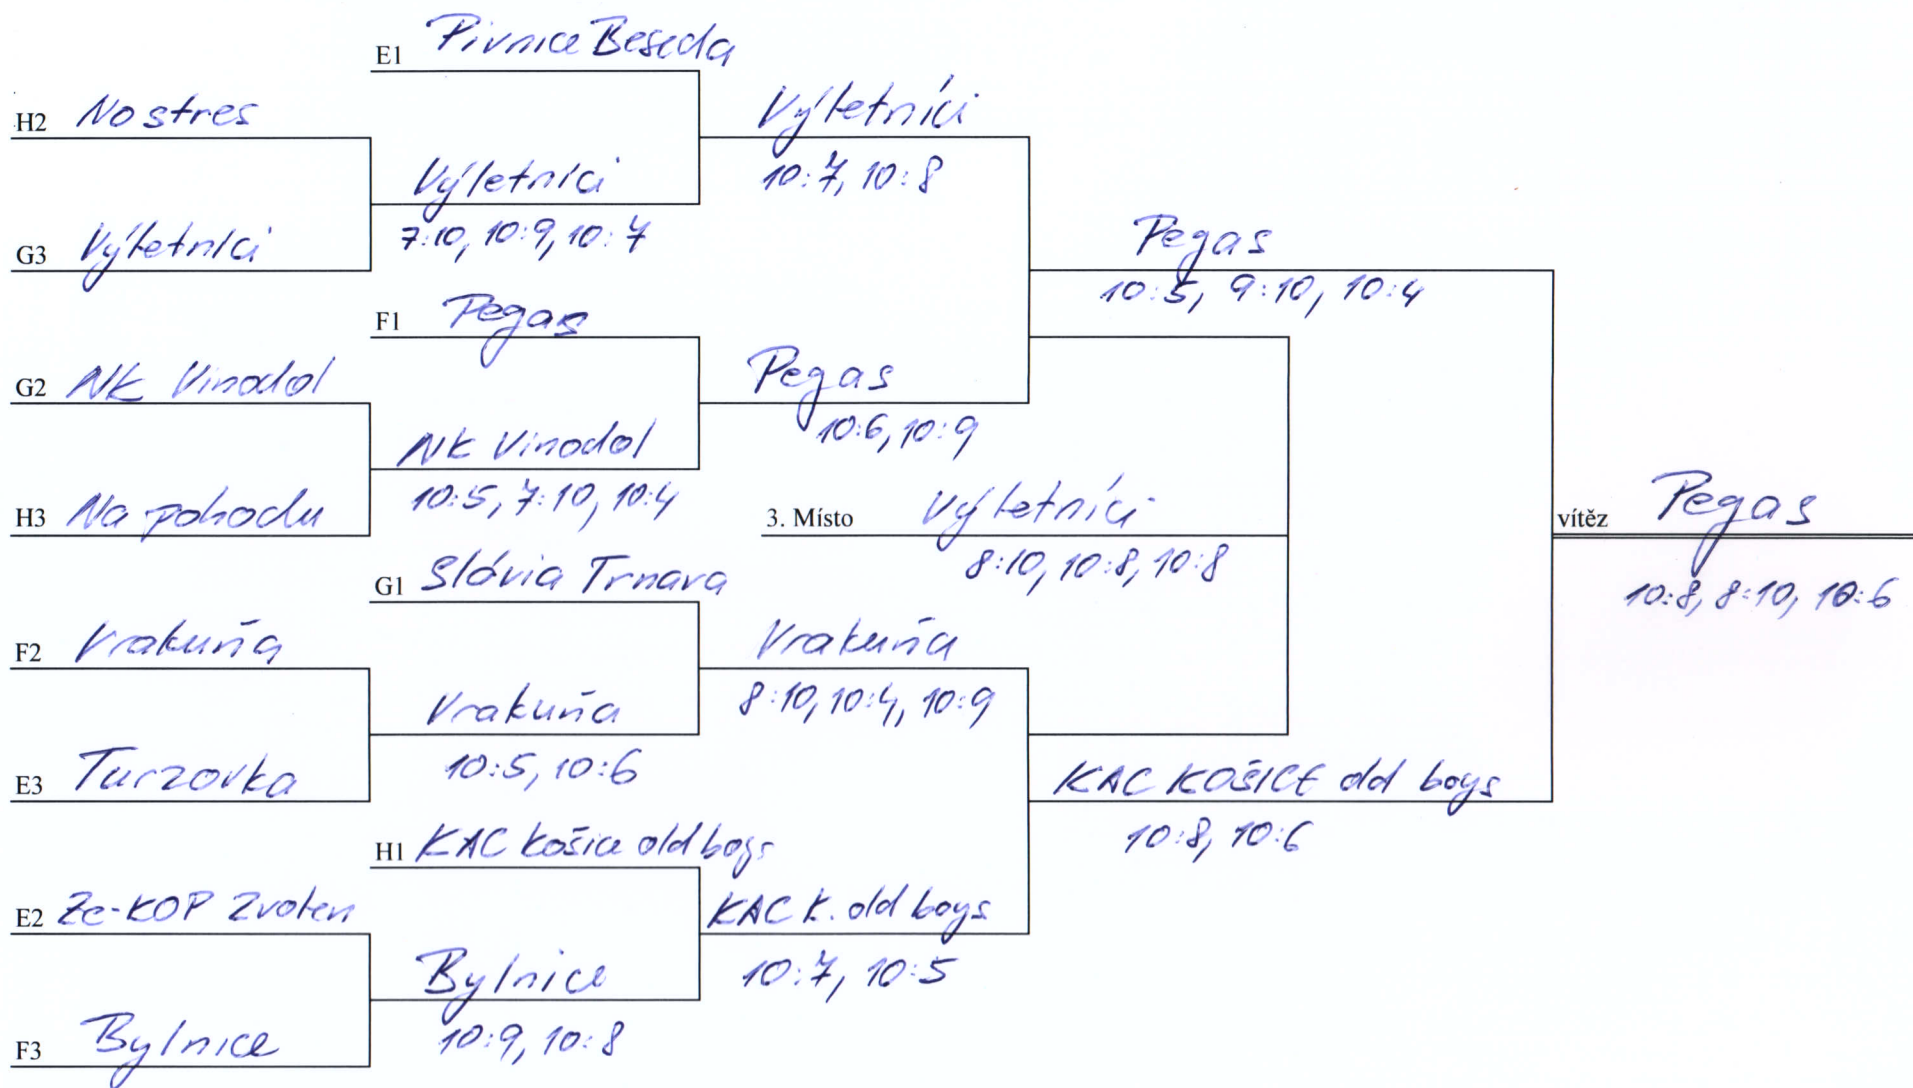 E1 Pivnice Beseda
H2 No stres
Výletníci
10:7, 10:8
Výletníci
7:10, 10:9, 10:7
G3 Výletníci
Pegas
10:5, 9:10, 10:4
F1 Pegas
G2 NK Vinodol
Pegas
10:6, 10:9
NK Vinodol
10:5, 7:10, 10:4
H3 Na pohodu
3. Místo Výletníci
8:10, 10:8, 10:8
vítěz Pegas
10:8, 8:10, 10:6
G1 Slávia Trnava
F2 Vrakuňa
Vrakuňa
8:10, 10:4, 10:9
Vrakuňa
10:5, 10:6
E3 Turzovka
KAC KOŠICE old boys
10:8, 10:6
H1 KAC Košice old boys
E2 Ze-KOP Zvolen
KAC K. old boys
10:7, 10:5
Bylnice
10:9, 10:8
F3 Bylnice